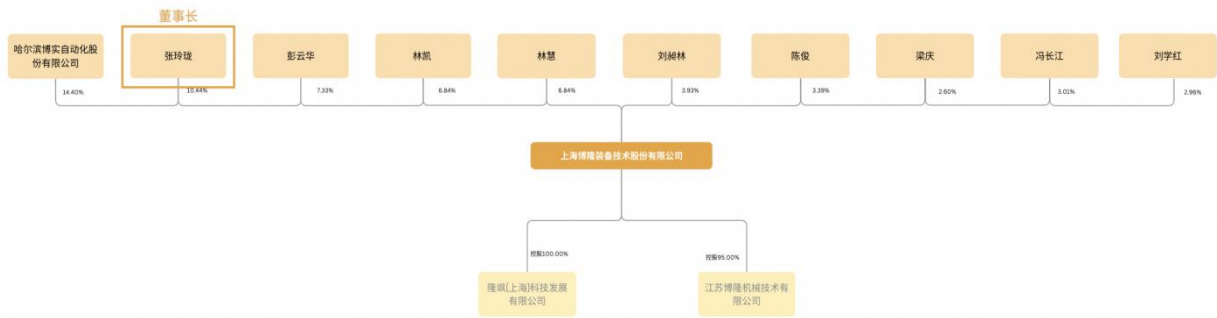 董事长
哈尔滨博实自动化股
份有限公司
张玲珑
彭云华
林凯
林慧
刘昶林
陈俊
梁庆
冯长江
刘学红
14.40%
10.44%
7.33%
6.84%
6.84%
3.93%
3.39%
2.60%
3.01%
2.96%
上海博隆装备技术股份有限公司
控股100.00%
控股95.00%
隆飒(上海)科技发展
有限公司
江苏博隆机械技术有
限公司